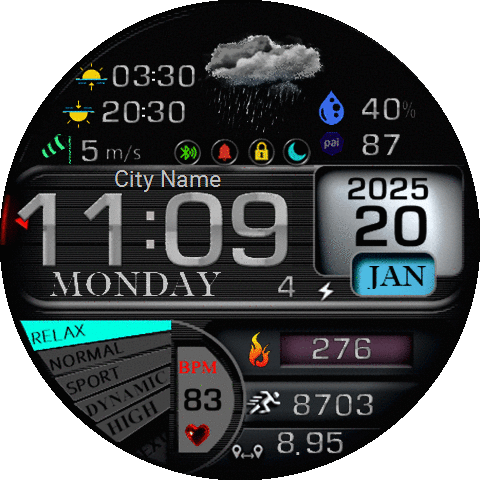 03:30
20:30
40%
5 m/s
pai 87
City Name
11:09
2025
20
JAN
MONDAY
4
RELAX
NORMAL
SPORT
DYNAMIC
HIGH
BPM
83
276
8703
8.95